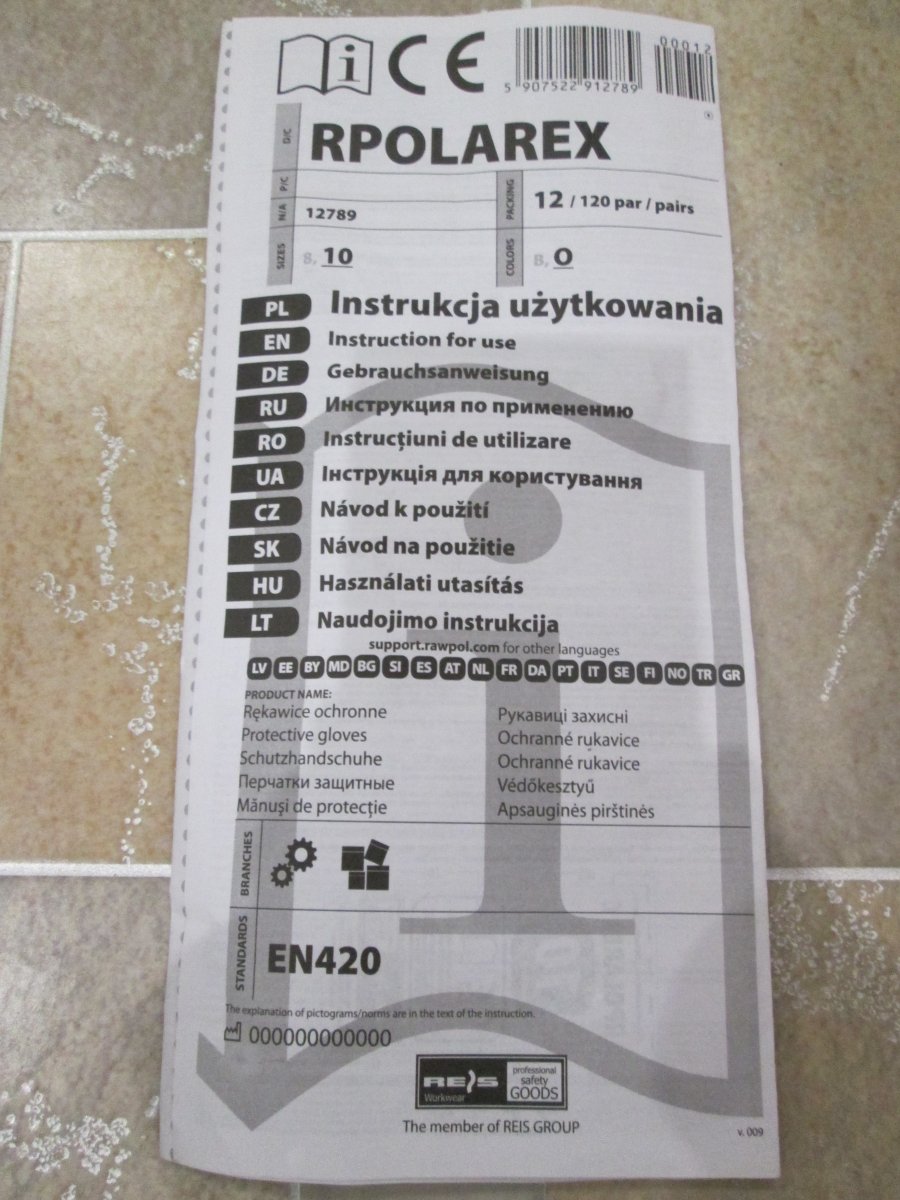 i CE
5 907522 912789
00012
D/C RPOLAREX
P/C
N/A 12789
PACKING 12 / 120 par / pairs
SIZES 8, 10
COLORS B, O
PL Instrukcja użytkowania
EN Instruction for use
DE Gebrauchsanweisung
RU Инструкция по применению
RO Instrucțiuni de utilizare
UA Інструкція для користування
CZ Návod k použití
SK Návod na použitie
HU Használati utasítás
LT Naudojimo instrukcija
support.rawpol.com for other languages
LV EE BY MD BG SI ES AT NL FR DA PT IT SE FI NO TR GR
PRODUCT NAME:
Rękawice ochronne
Protective gloves
Schutzhandschuhe
Перчатки защитные
Mănuşi de protecţie
Рукавиці захисні
Ochranné rukavice
Ochranné rukavice
Védőkesztyű
Apsauginės pirštinės
BRANCHES
STANDARDS EN420
The explanation of pictograms/norms are in the text of the instruction.
000000000000
REIS Workwear
professional
safety
GOODS
The member of REIS GROUP
v. 009